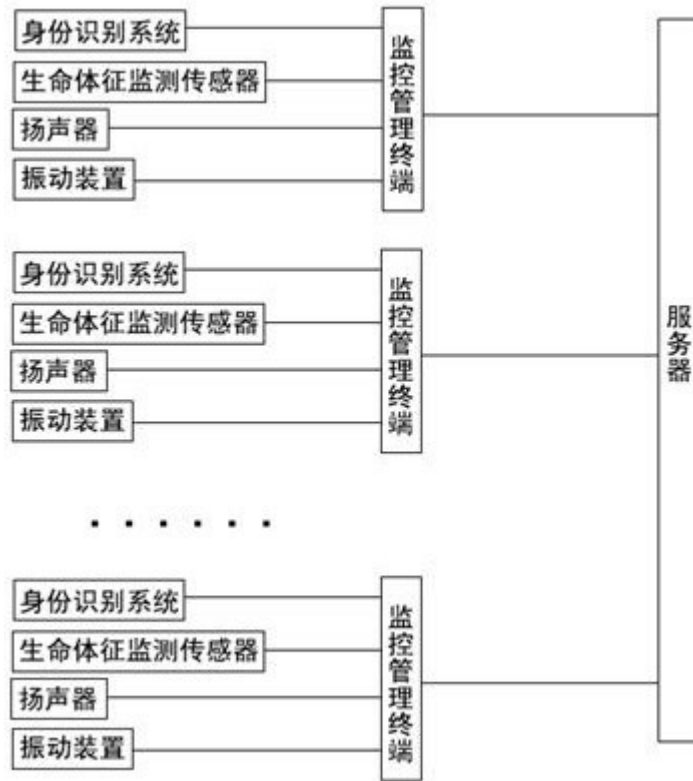 身份识别系统
生命体征监测传感器
扬声器
振动装置
监控管理终端
身份识别系统
生命体征监测传感器
扬声器
振动装置
监控管理终端
服务器
······
身份识别系统
生命体征监测传感器
扬声器
振动装置
监控管理终端